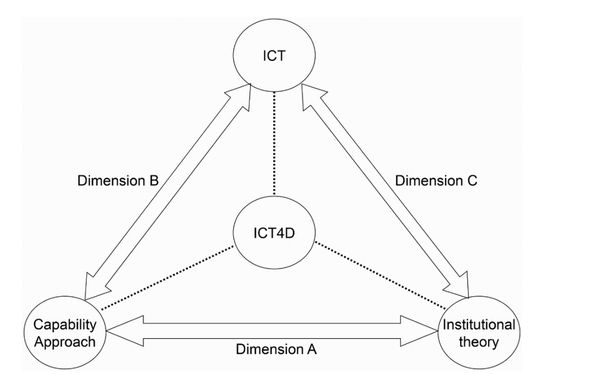 ICT
Dimension B
Dimension C
ICT4D
Capability
Approach
Institutional
theory
Dimension A